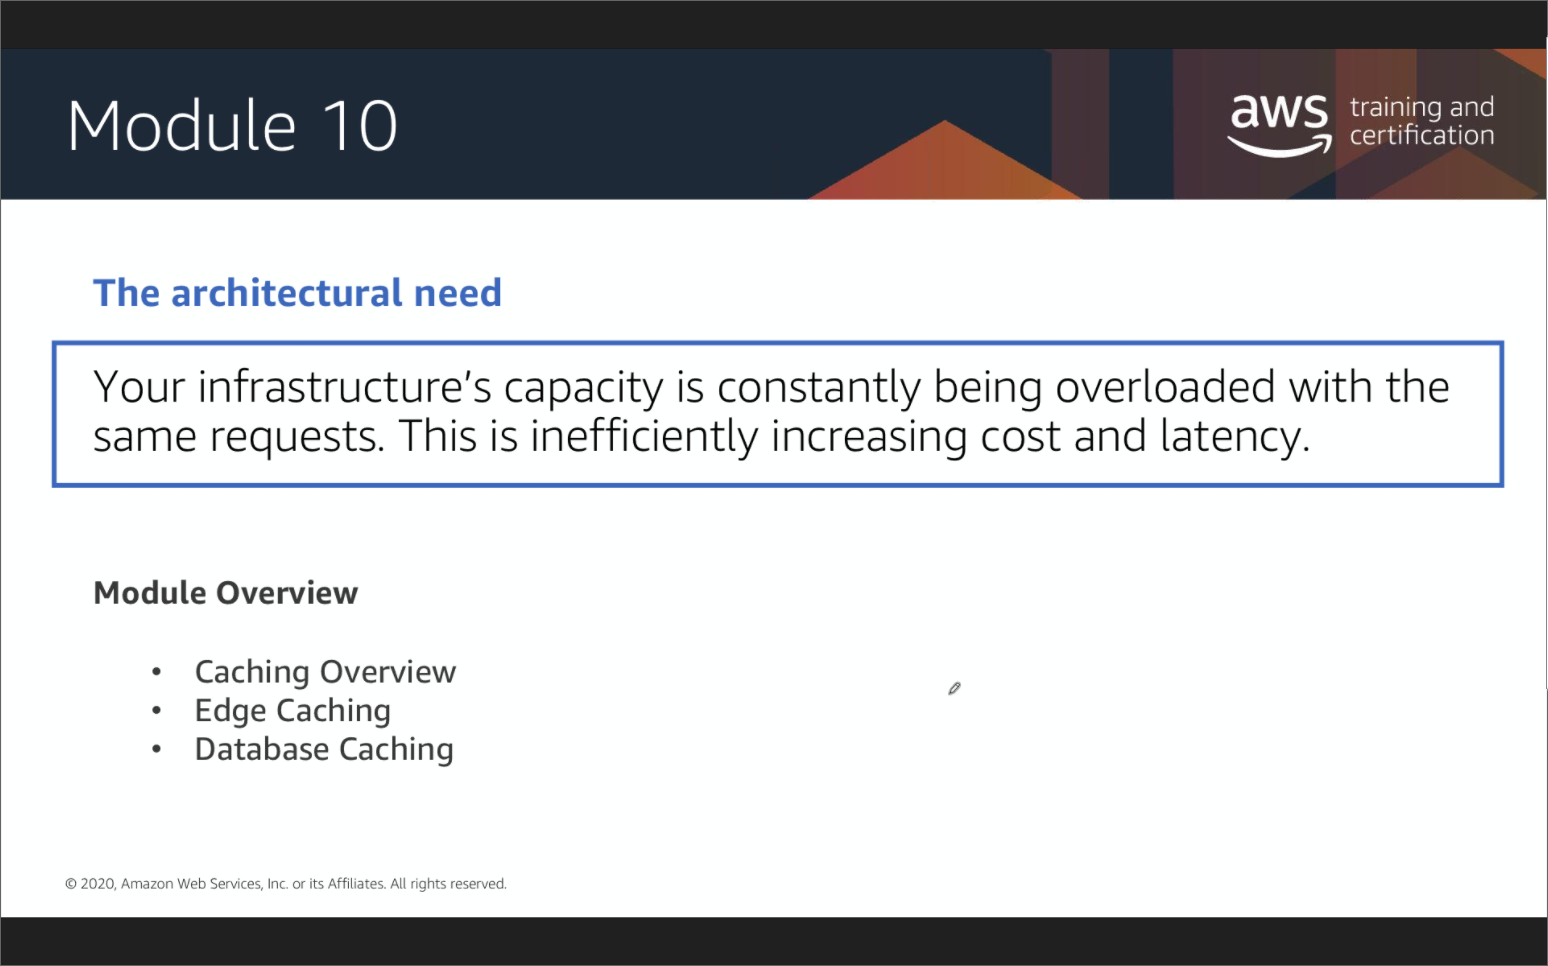 Module 10
aws training and
certification
The architectural need
Your infrastructure’s capacity is constantly being overloaded with the
same requests. This is inefficiently increasing cost and latency.
Module Overview
• Caching Overview
• Edge Caching
• Database Caching
© 2020, Amazon Web Services, Inc. or its Affiliates. All rights reserved.